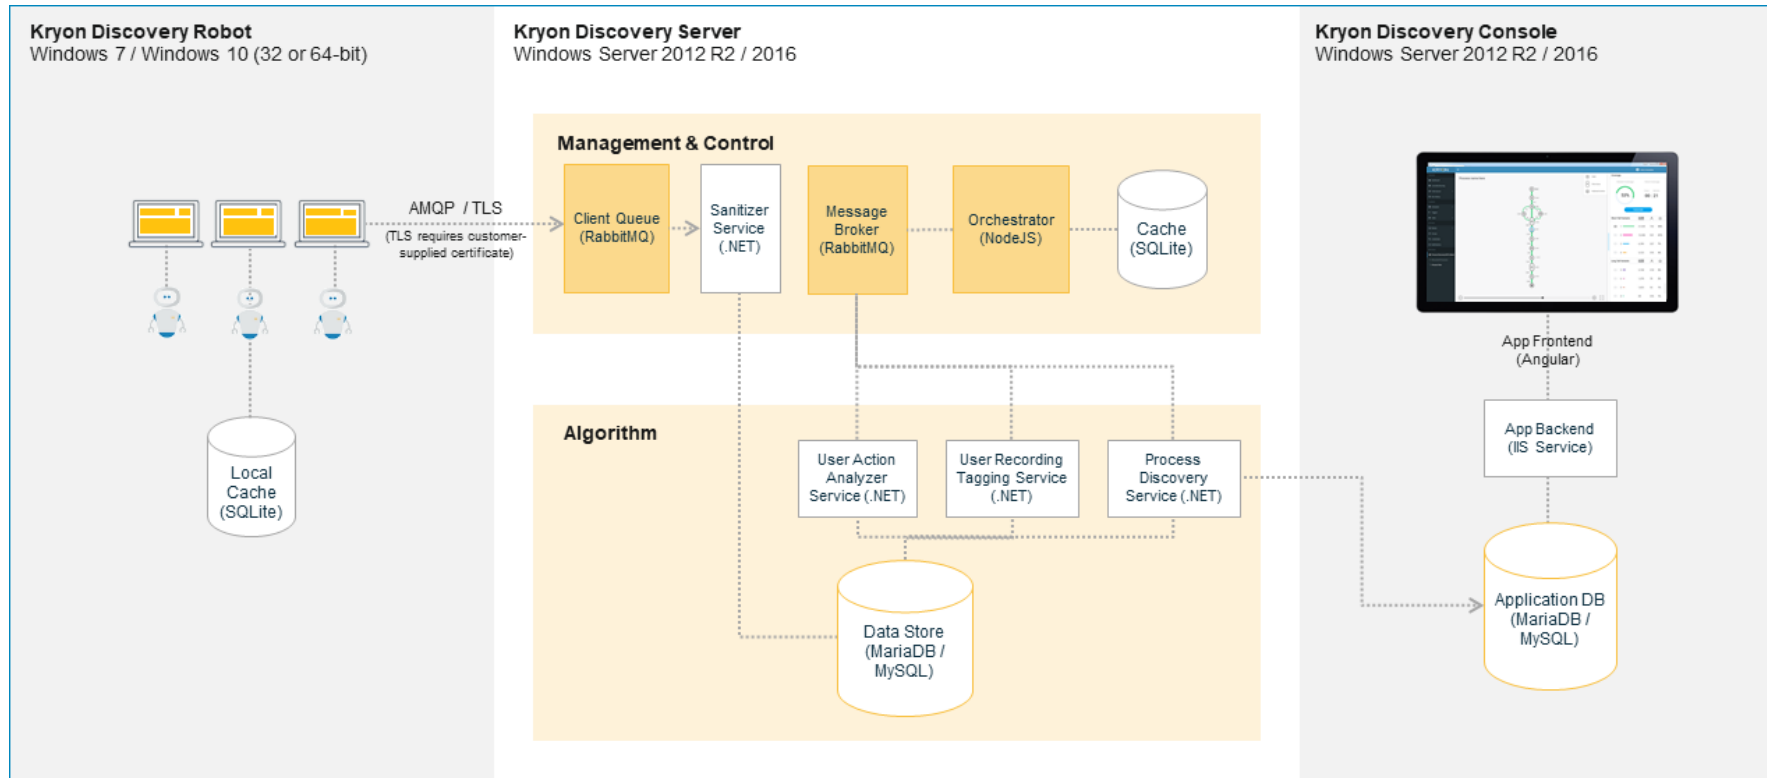 Kryon Discovery Robot
Windows 7 / Windows 10 (32 or 64-bit)
Kryon Discovery Server
Windows Server 2012 R2 / 2016
Kryon Discovery Console
Windows Server 2012 R2 / 2016
AMQP / TLS
(TLS requires customer-
supplied certificate)
Local
Cache
(SQLite)
Management & Control
Client Queue
(RabbitMQ)
Sanitizer
Service
(.NET)
Message
Broker
(RabbitMQ)
Orchestrator
(NodeJS)
Cache
(SQLite)
Algorithm
User Action
Analyzer
Service (.NET)
User Recording
Tagging Service
(.NET)
Process
Discovery
Service (.NET)
Data Store
(MariaDB /
MySQL)
App Frontend
(Angular)
App Backend
(IIS Service)
Application DB
(MariaDB /
MySQL)